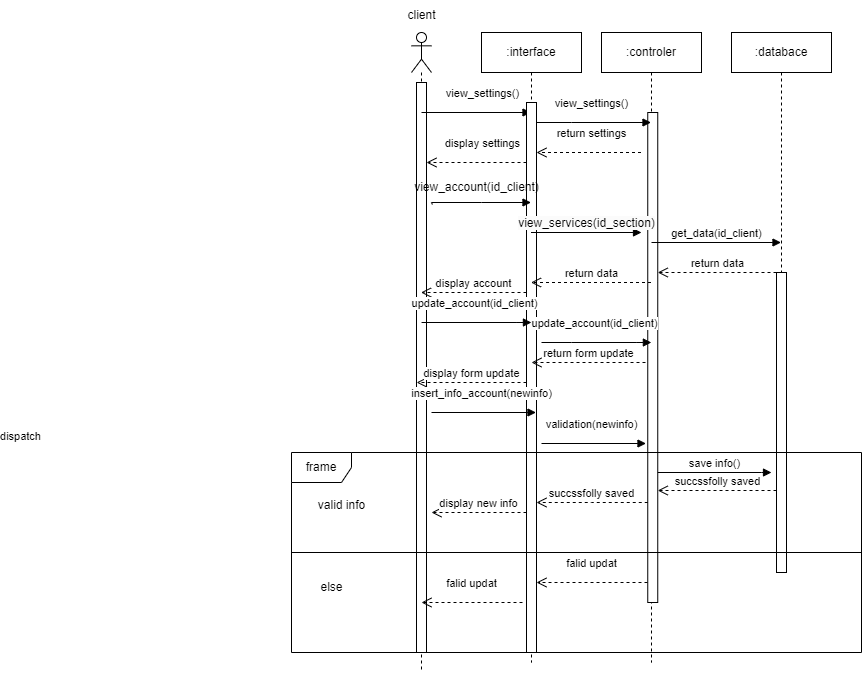 client
:interface
:controler
:databace
view_settings()
view_settings()
return settings
display settings
view_account(id_client)
view_services(id_section)
get_data(id_client)
return data
return data
display account
update_account(id_client)
update_account(id_client)
return form update
display form update
insert_info_account(newinfo)
validation(newinfo)
dispatch
frame
save info()
succssfolly saved
succssfolly saved
valid info
display new info
falid updat
falid updat
else